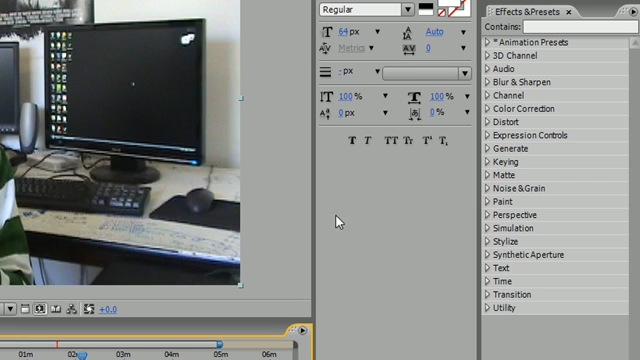 Regular
64 px
Auto
Metrics
0
- px
100 %
100 %
0 px
0 %
T T TT Tr T¹ T₁
+0.0
01m 02m 03m 04m 05m 06m
Effects & Presets ×
Contains:
* Animation Presets
3D Channel
Audio
Blur & Sharpen
Channel
Color Correction
Distort
Expression Controls
Generate
Keying
Matte
Noise & Grain
Paint
Perspective
Simulation
Stylize
Synthetic Aperture
Text
Time
Transition
Utility